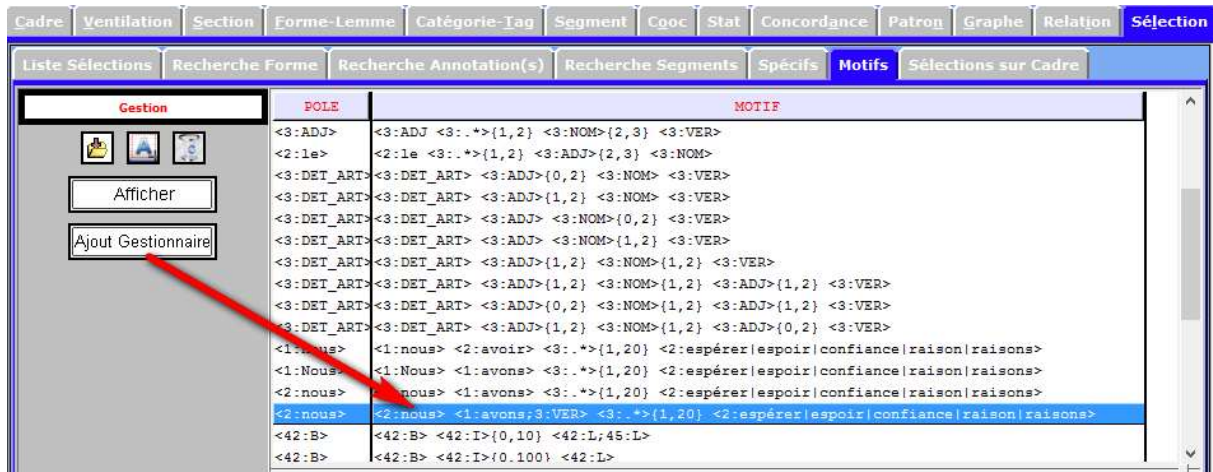 Cadre Ventilation Section Forme-Lemme Catégorie-Tag Segment Cooc Stat Concordance Patron Graphe Relation Sélection
Liste Sélections Recherche Forme Recherche Annotation(s) Recherche Segments Spécifs Motifs Sélections sur Cadre
Gestion
Afficher
Ajout Gestionnaire
POLE MOTIF
<3:ADJ> <3:ADJ <3:.*>{1,2} <3:NOM>{2,3} <3:VER>
<2:le> <2:le <3:.*>{1,2} <3:ADJ>{2,3} <3:NOM>
<3:DET_ART> <3:DET_ART> <3:ADJ>{0,2} <3:NOM> <3:VER>
<3:DET_ART> <3:DET_ART> <3:ADJ>{1,2} <3:NOM> <3:VER>
<3:DET_ART> <3:DET_ART> <3:ADJ> <3:NOM>{0,2} <3:VER>
<3:DET_ART> <3:DET_ART> <3:ADJ> <3:NOM>{1,2} <3:VER>
<3:DET_ART> <3:DET_ART> <3:ADJ>{1,2} <3:NOM>{1,2} <3:VER>
<3:DET_ART> <3:DET_ART> <3:ADJ>{1,2} <3:NOM>{1,2} <3:ADJ>{1,2} <3:VER>
<3:DET_ART> <3:DET_ART> <3:ADJ>{0,2} <3:NOM>{1,2} <3:ADJ>{1,2} <3:VER>
<3:DET_ART> <3:DET_ART> <3:ADJ>{1,2} <3:NOM>{1,2} <3:ADJ>{0,2} <3:VER>
<1:nous> <1:nous> <2:avoir> <3:.*>{1,20} <2:espérer|espoir|confiance|raison|raisons>
<1:Nous> <1:Nous> <1:avons> <3:.*>{1,20} <2:espérer|espoir|confiance|raison|raisons>
<2:nous> <2:nous> <1:avons> <3:.*>{1,20} <2:espérer|espoir|confiance|raison|raisons>
<2:nous> <2:nous> <1:avons;3:VER> <3:.*>{1,20} <2:espérer|espoir|confiance|raison|raisons>
<42:B> <42:B> <42:I>{0,10} <42:L;45:L>
<42:B> <42:B> <42:I>{0,100} <42:L>